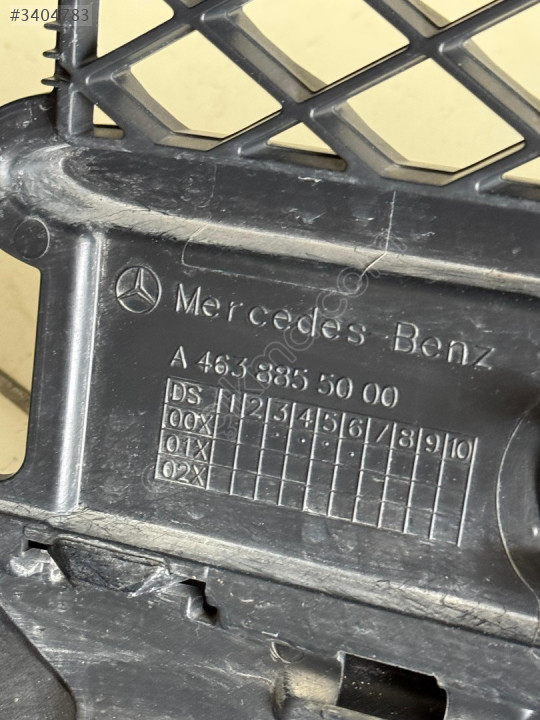 #3404783
Mercedes-Benz
A 463 885 50 00
DS 1 2 3 4 5 6 7 8 9 10
00X
01X
02X